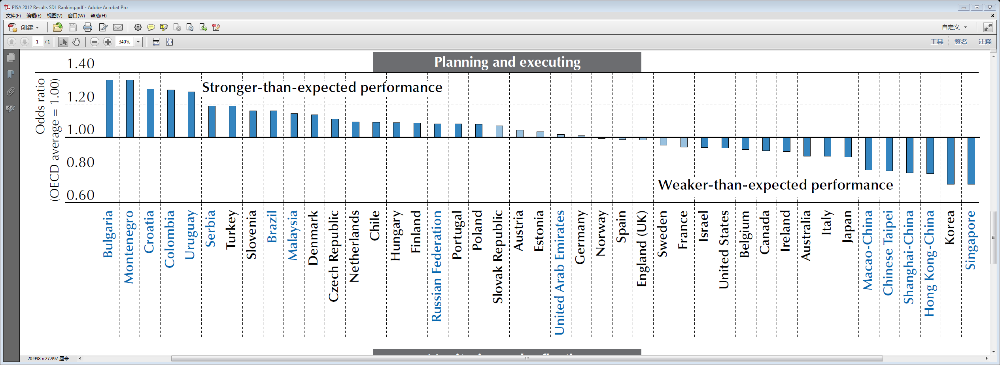 PISA 2012 Results SDL Ranking.pdf - Adobe Acrobat Pro
文件(F) 编辑(E) 视图(V) 窗口(W) 帮助(H)
创建
自定义
1 / 1
340%
工具 签名 注释
Planning and executing
1.40
Stronger-than-expected performance
1.20
1.00
0.80
0.60
Odds ratio
(OECD average = 1.00)
Weaker-than-expected performance
Bulgaria
Montenegro
Croatia
Colombia
Uruguay
Serbia
Turkey
Slovenia
Brazil
Malaysia
Denmark
Czech Republic
Netherlands
Chile
Hungary
Finland
Russian Federation
Portugal
Poland
Slovak Republic
Austria
Estonia
United Arab Emirates
Germany
Norway
Spain
England (UK)
Sweden
France
Israel
United States
Belgium
Canada
Ireland
Australia
Italy
Japan
Macao-China
Chinese Taipei
Shanghai-China
Hong Kong-China
Korea
Singapore
20.998 x 27.997 厘米